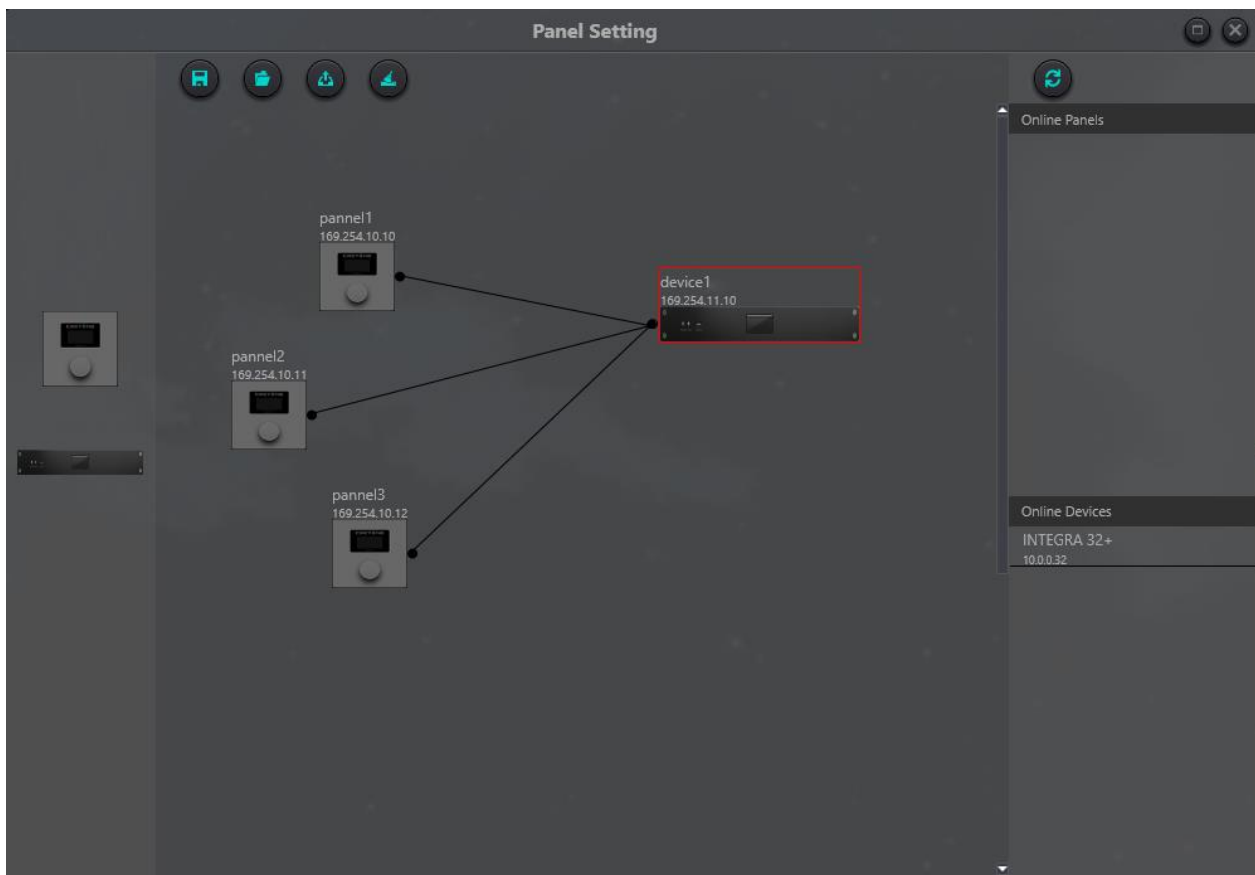 Panel Setting
Online Panels
pannel1
169.254.10.10
device1
169.254.11.10
pannel2
169.254.10.11
pannel3
169.254.10.12
Online Devices
INTEGRA 32+
10.0.0.32